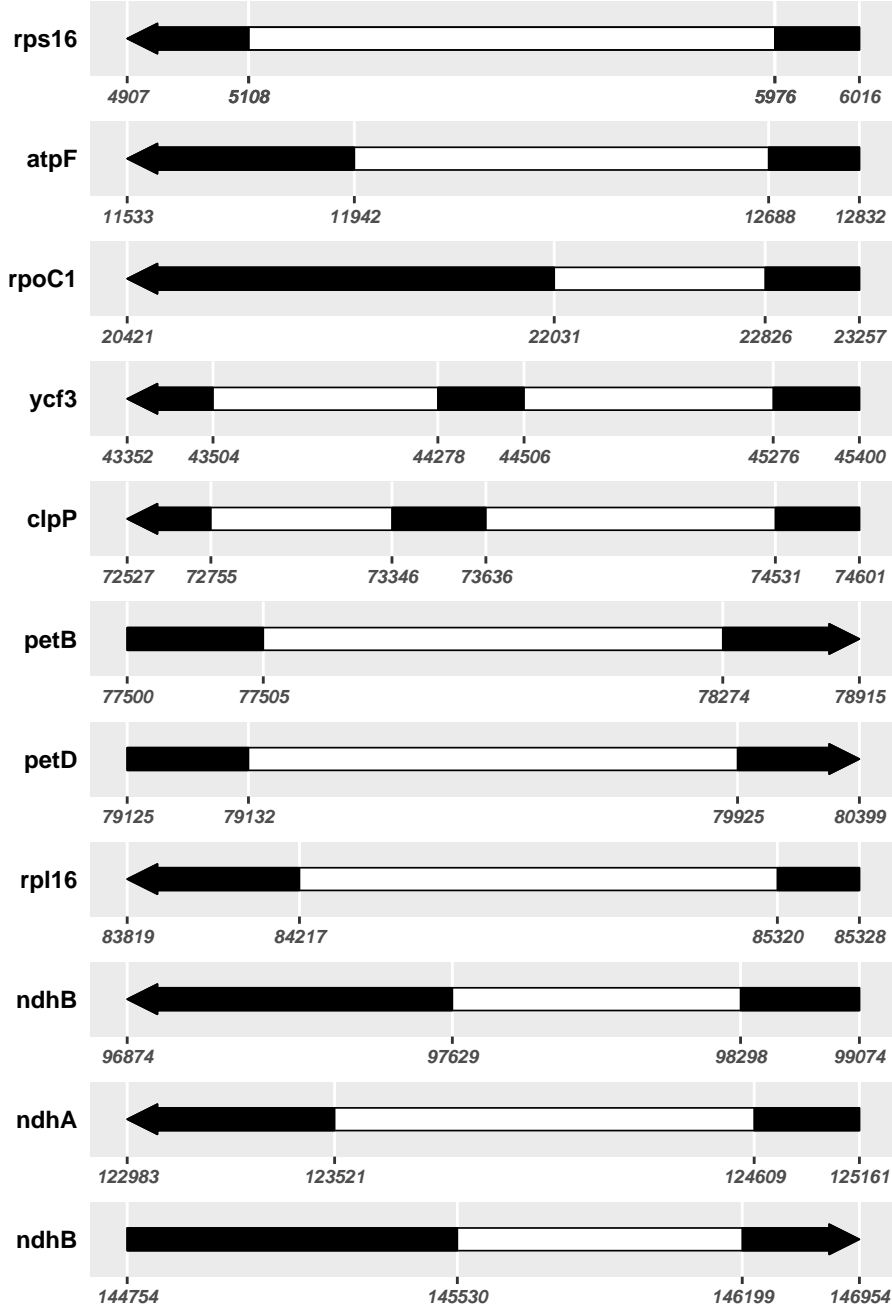 rps16
4907 5108 5976 6016
atpF
11533 11942 12688 12832
rpoC1
20421 22031 22826 23257
ycf3
43352 43504 44278 44506 45276 45400
clpP
72527 72755 73346 73636 74531 74601
petB
77500 77505 78274 78915
petD
79125 79132 79925 80399
rpl16
83819 84217 85320 85328
ndhB
96874 97629 98298 99074
ndhA
122983 123521 124609 125161
ndhB
144754 145530 146199 146954